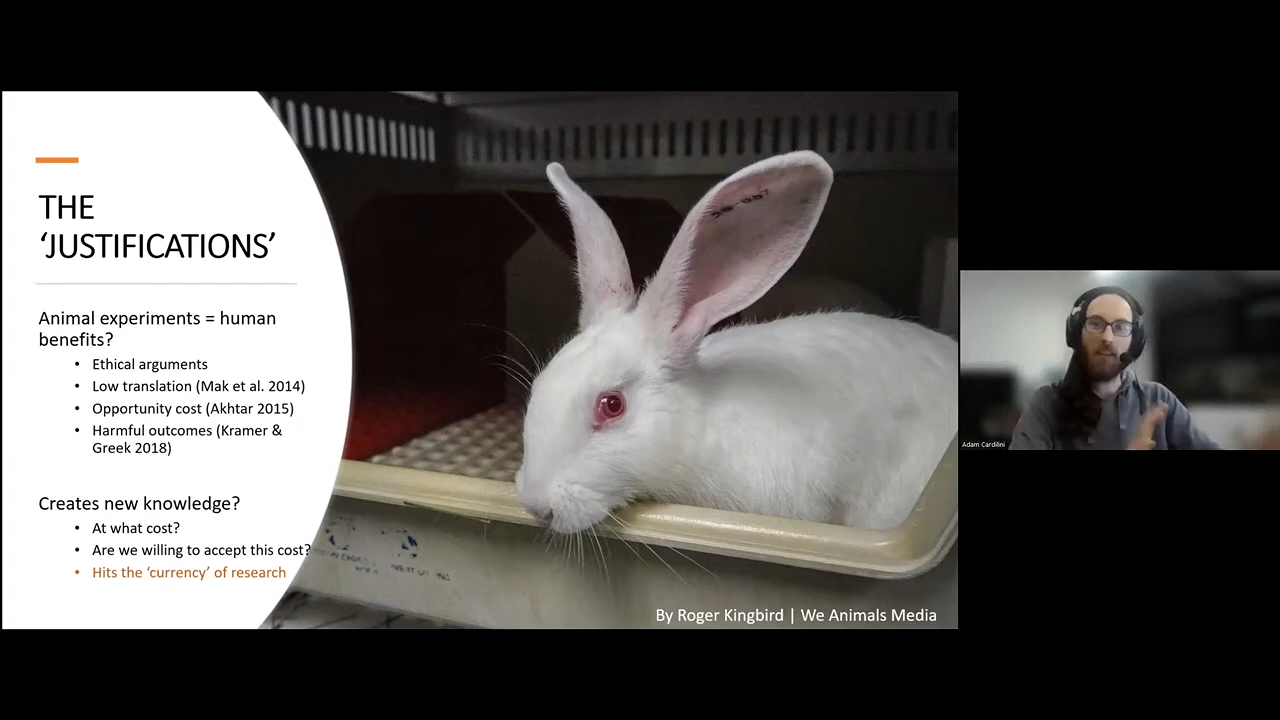 THE
‘JUSTIFICATIONS’
Animal experiments = human
benefits?
• Ethical arguments
• Low translation (Mak et al. 2014)
• Opportunity cost (Akhtar 2015)
• Harmful outcomes (Kramer &
Greek 2018)
Creates new knowledge?
• At what cost?
• Are we willing to accept this cost?
• Hits the ‘currency’ of research
By Roger Kingbird | We Animals Media
Adam Cardilini